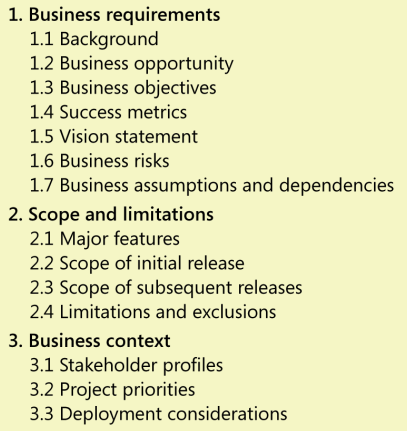 1. Business requirements
1.1 Background
1.2 Business opportunity
1.3 Business objectives
1.4 Success metrics
1.5 Vision statement
1.6 Business risks
1.7 Business assumptions and dependencies
2. Scope and limitations
2.1 Major features
2.2 Scope of initial release
2.3 Scope of subsequent releases
2.4 Limitations and exclusions
3. Business context
3.1 Stakeholder profiles
3.2 Project priorities
3.3 Deployment considerations